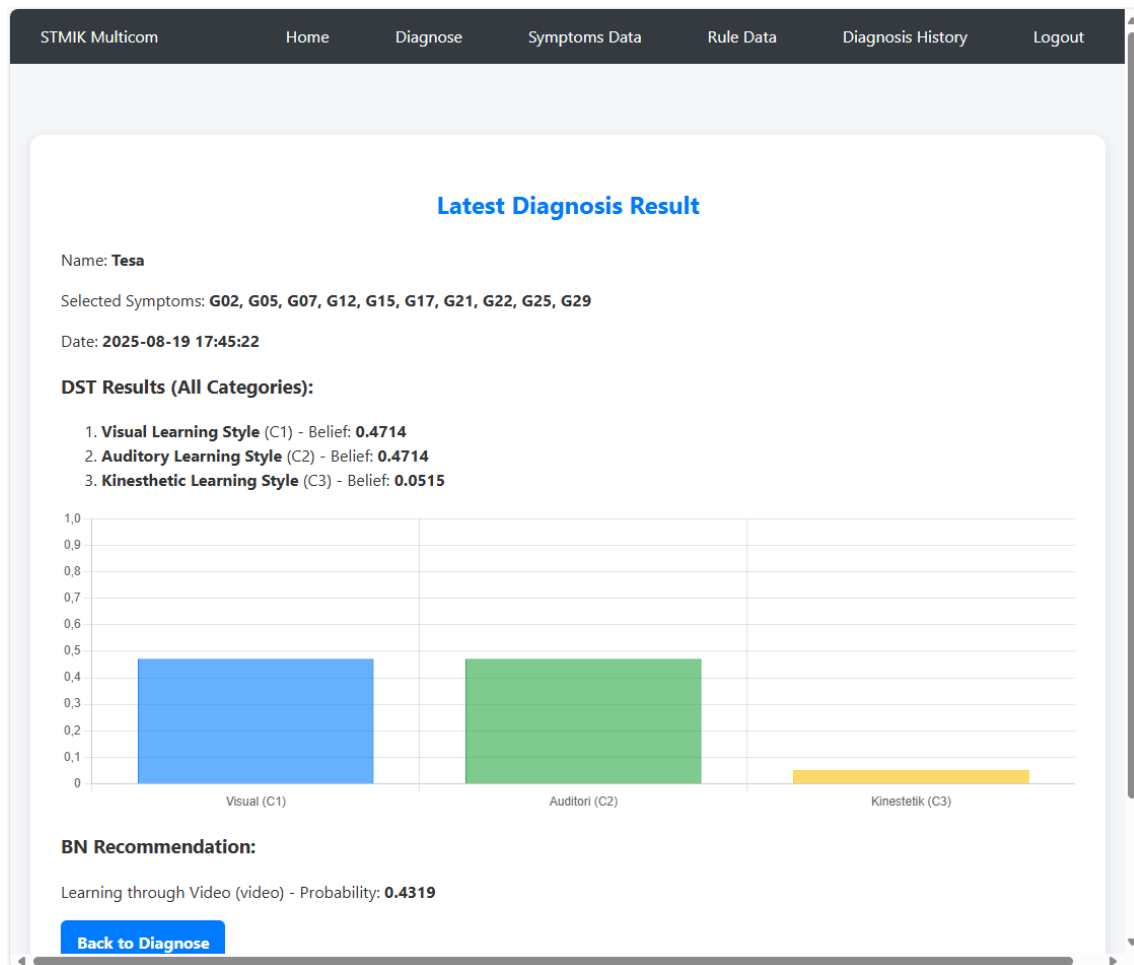 STMIK Multicom Home Diagnose Symptoms Data Rule Data Diagnosis History Logout
Latest Diagnosis Result
Name: Tesa
Selected Symptoms: G02, G05, G07, G12, G15, G17, G21, G22, G25, G29
Date: 2025-08-19 17:45:22
DST Results (All Categories):
1. Visual Learning Style (C1) - Belief: 0.4714
2. Auditory Learning Style (C2) - Belief: 0.4714
3. Kinesthetic Learning Style (C3) - Belief: 0.0515
1,0
0,9
0,8
0,7
0,6
0,5
0,4
0,3
0,2
0,1
0
Visual (C1) Auditori (C2) Kinestetik (C3)
BN Recommendation:
Learning through Video (video) - Probability: 0.4319
Back to Diagnose